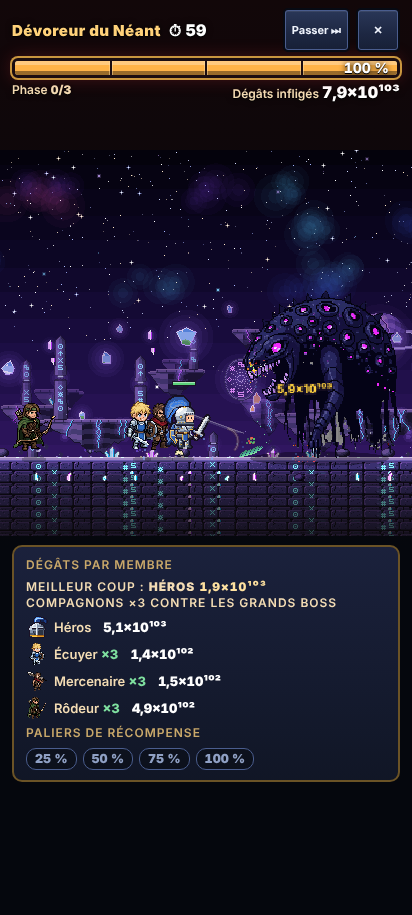 Dévoreur du Néant ⏱ 59
Passer ⏭
✕
100 %
Phase 0/3
Dégâts infligés 7,9×10¹⁰³
5,9×10¹⁰³
DÉGÂTS PAR MEMBRE
MEILLEUR COUP : HÉROS 1,9×10¹⁰³
COMPAGNONS ×3 CONTRE LES GRANDS BOSS
Héros 5,1×10¹⁰³
Écuyer ×3 1,4×10¹⁰²
Mercenaire ×3 1,5×10¹⁰²
Rôdeur ×3 4,9×10¹⁰²
PALIERS DE RÉCOMPENSE
25 % 50 % 75 % 100 %